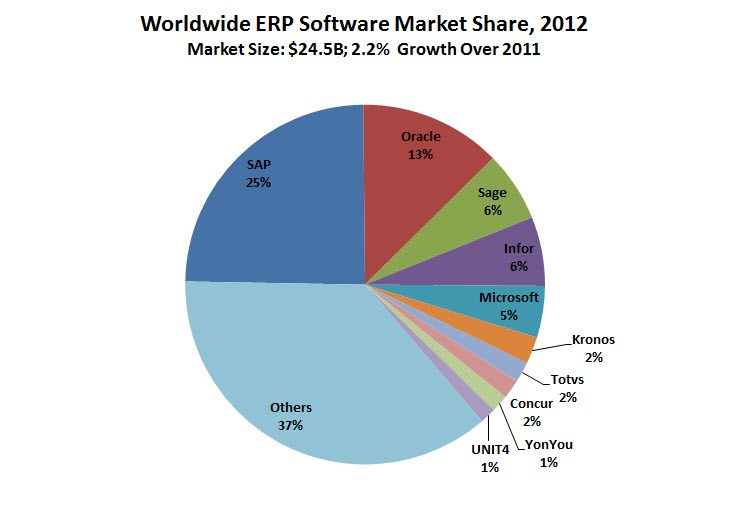 Worldwide ERP Software Market Share, 2012
Market Size: $24.5B; 2.2% Growth Over 2011
Oracle
13%
SAP
25%
Sage
6%
Infor
6%
Microsoft
5%
Kronos
2%
Totvs
2%
Concur
2%
YonYou
1%
UNIT4
1%
Others
37%